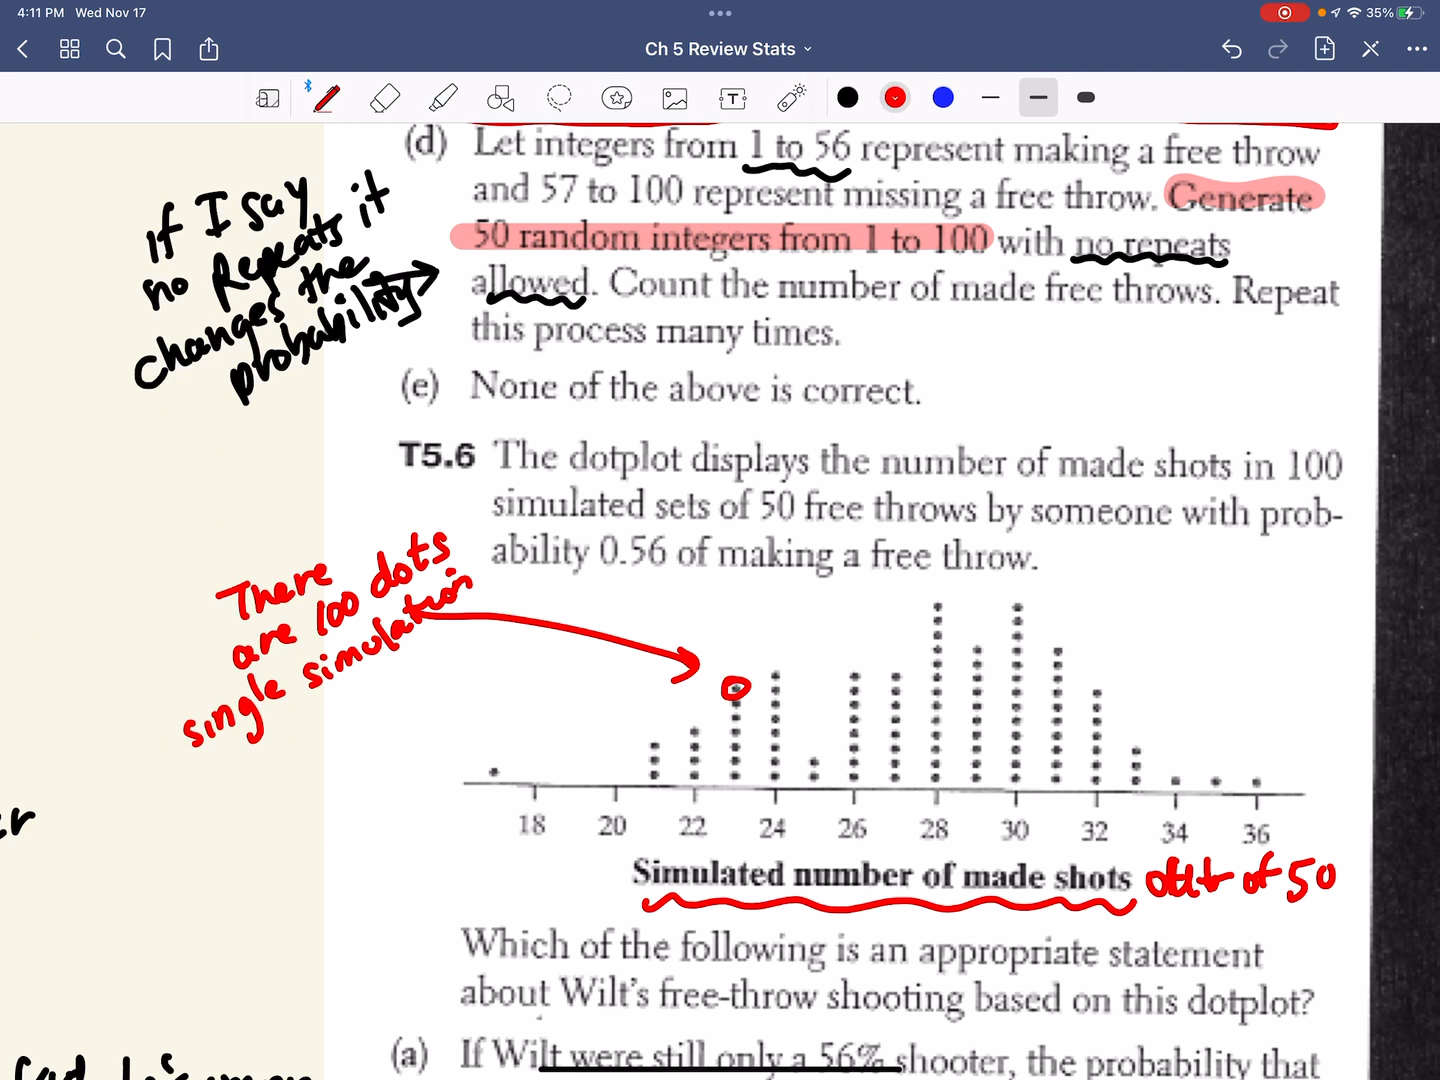 4:11 PM Wed Nov 17
35%
Ch 5 Review Stats
T
(d) Let integers from 1 to 56 represent making a free throw
and 57 to 100 represent missing a free throw. Generate
50 random integers from 1 to 100 with no repeats
allowed. Count the number of made free throws. Repeat
this process many times.
(e) None of the above is correct.
if I say
no Repeats it
changes the
probability
T5.6 The dotplot displays the number of made shots in 100
simulated sets of 50 free throws by someone with prob-
ability 0.56 of making a free throw.
There
are 100 dots
single simulation
18 20 22 24 26 28 30 32 34 36
Simulated number of made shots out of 50
Which of the following is an appropriate statement
about Wilt's free-throw shooting based on this dotplot?
(a) If Wilt were still only a 56% shooter, the probability that